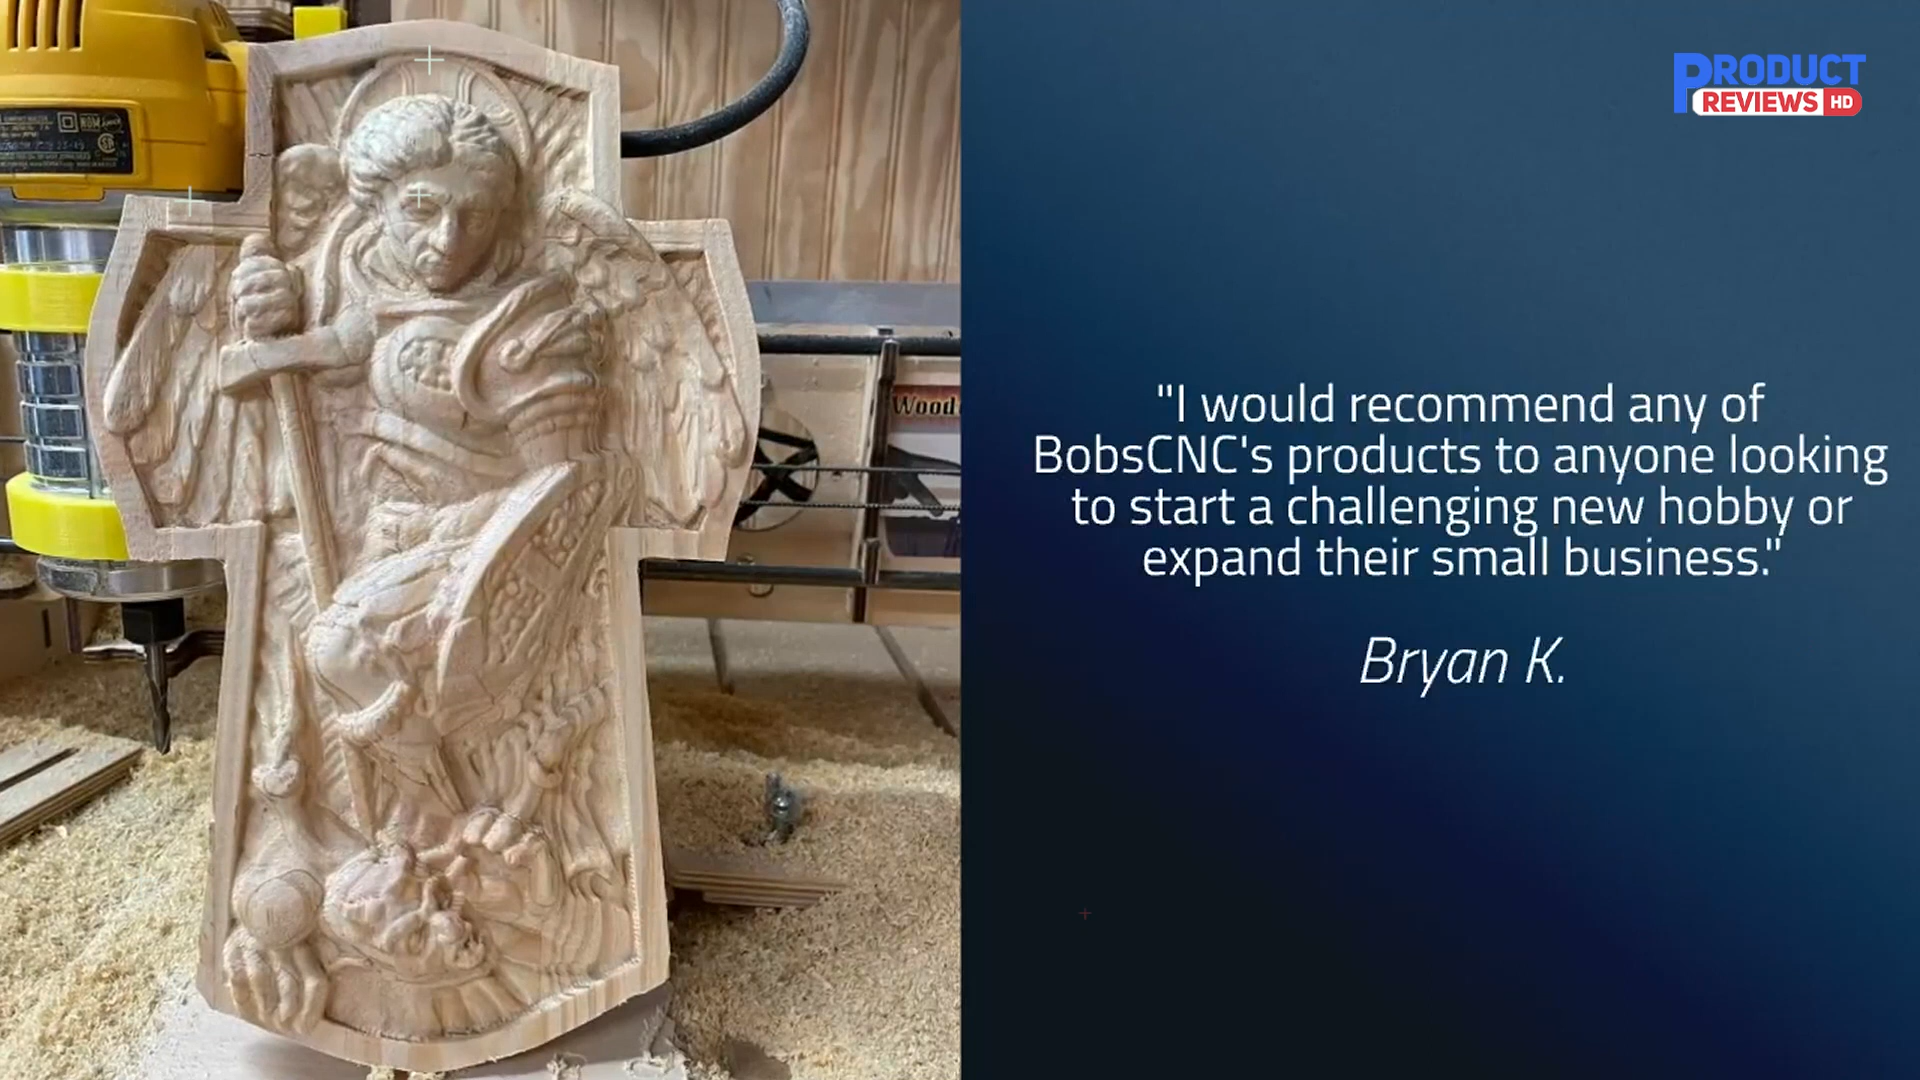 PRODUCT
REVIEWS HD
Wood
"I would recommend any of
BobsCNC's products to anyone looking
to start a challenging new hobby or
expand their small business."
Bryan K.